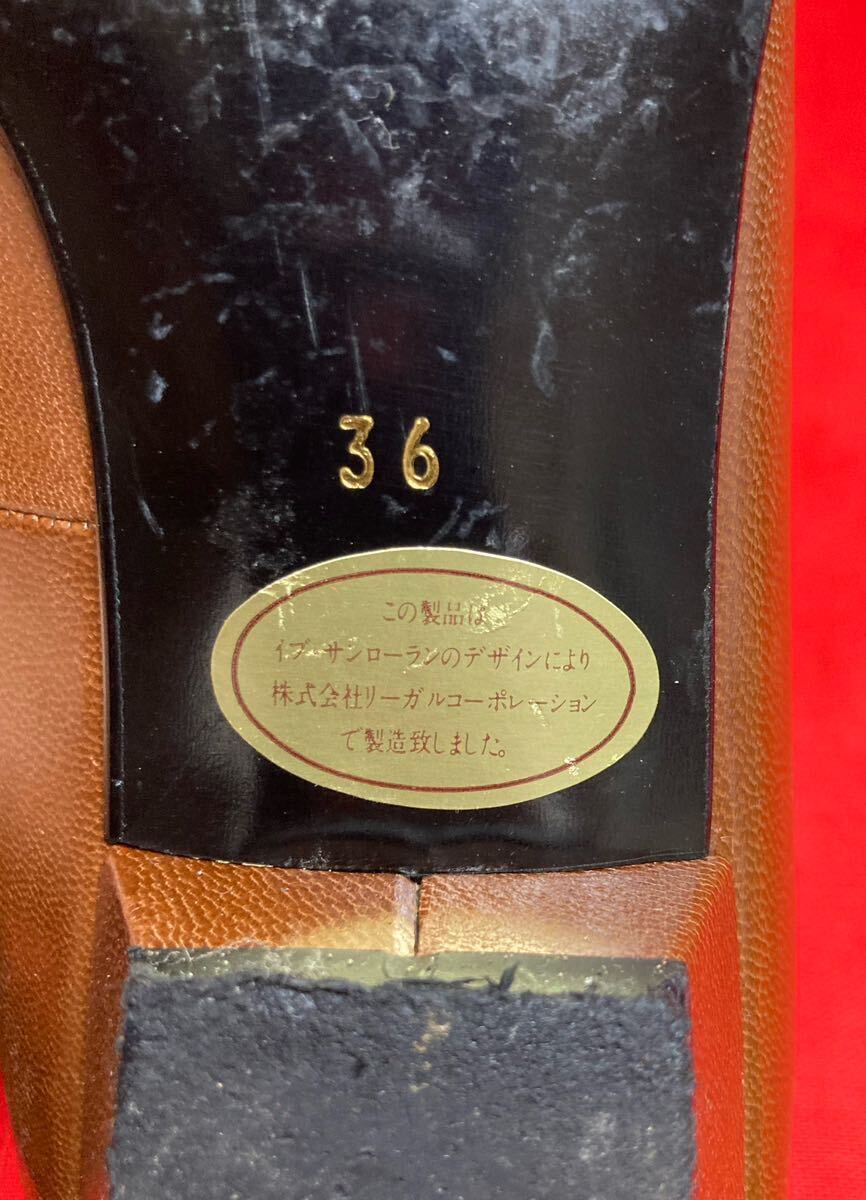 36
この製品は
イブ・サンローランのデザインにより
株式会社リーガルコーポレーション
で製造致しました。